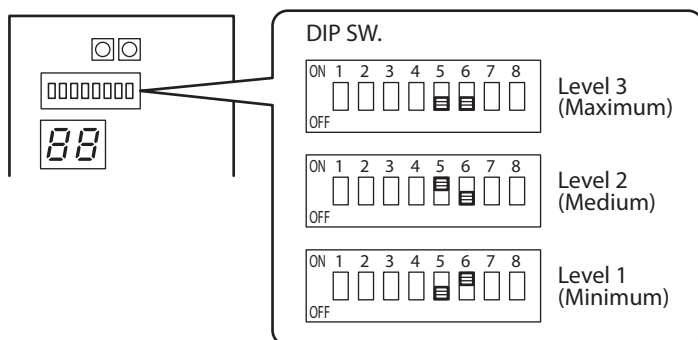 88
DIP SW.
ON 1 2 3 4 5 6 7 8
OFF
Level 3
(Maximum)
ON 1 2 3 4 5 6 7 8
OFF
Level 2
(Medium)
ON 1 2 3 4 5 6 7 8
OFF
Level 1
(Minimum)